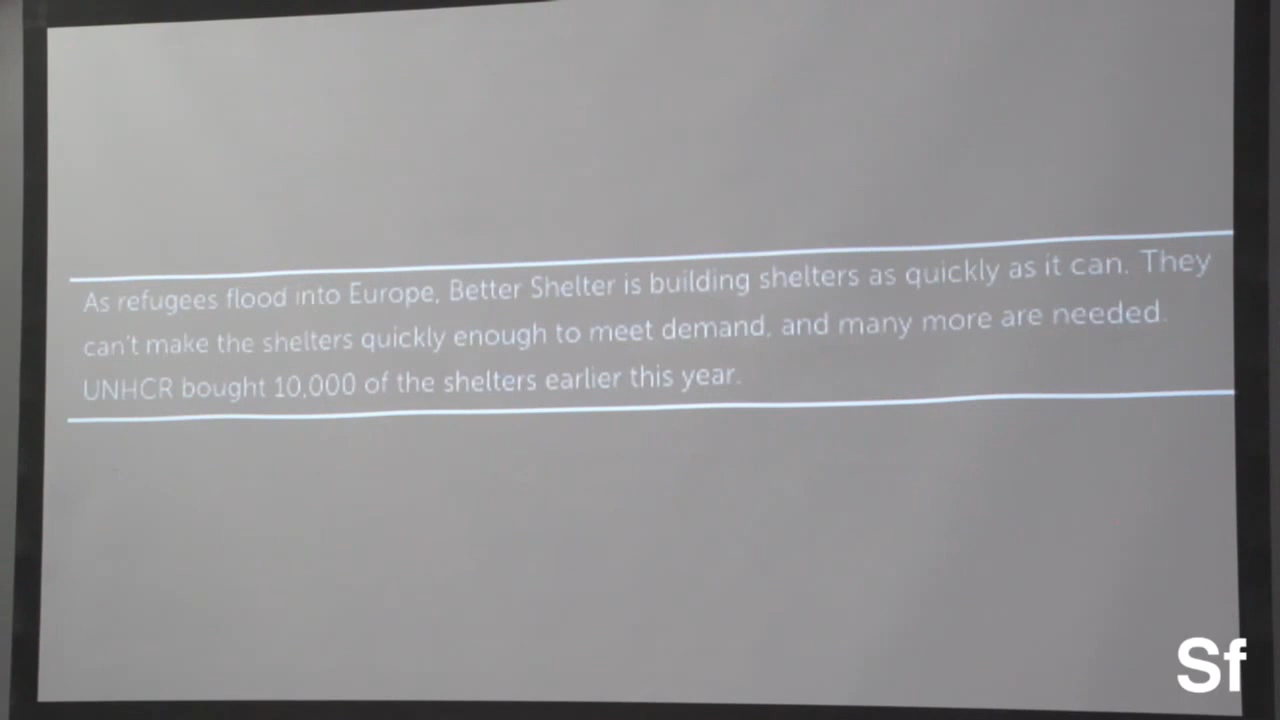 As refugees flood into Europe, Better Shelter is building shelters as quickly as it can. They
can't make the shelters quickly enough to meet demand, and many more are needed.
UNHCR bought 10,000 of the shelters earlier this year.
Sf